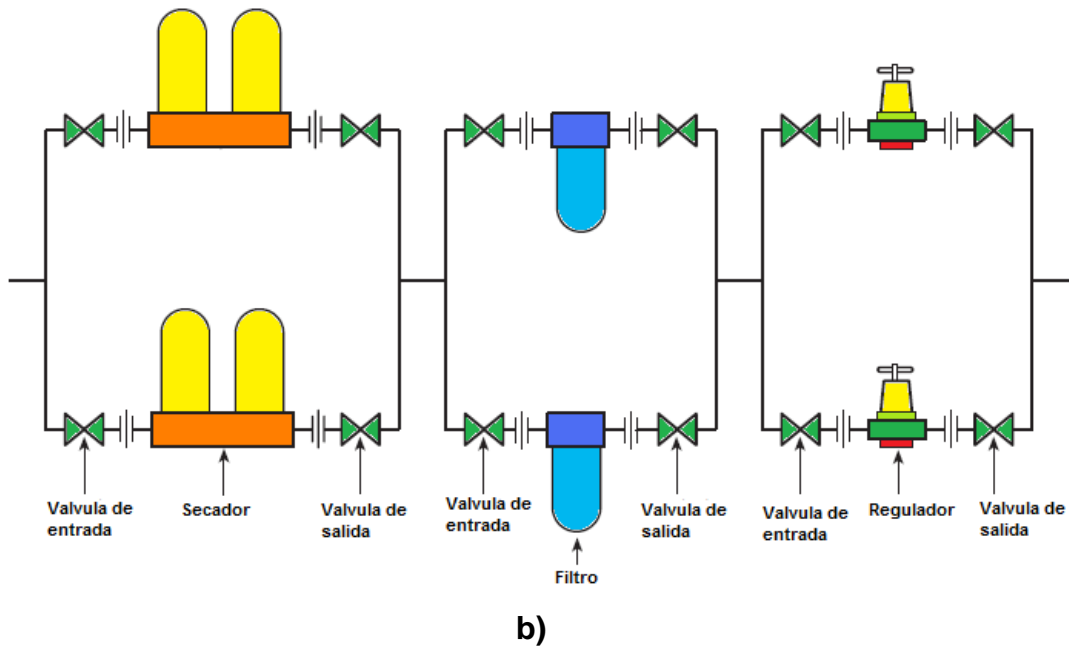 Valvula de
entrada
Secador
Valvula de
salida
Valvula de
entrada
Filtro
Valvula de
salida
Valvula de
entrada
Regulador
Valvula de
salida
b)